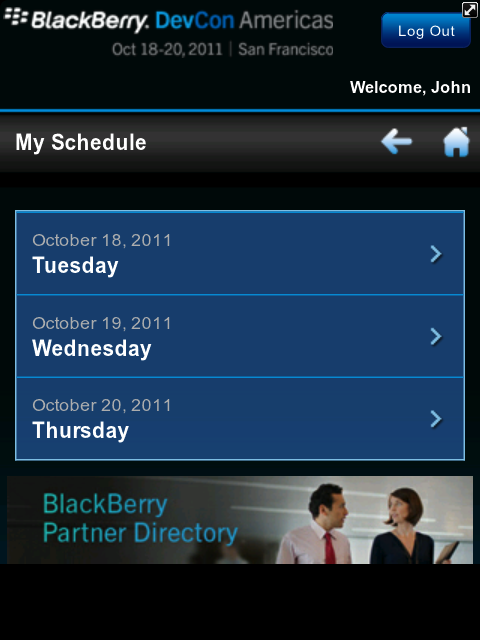 BlackBerry. DevCon Americas
Oct 18-20, 2011 | San Francisco
Log Out
Welcome, John
My Schedule
October 18, 2011
Tuesday
October 19, 2011
Wednesday
October 20, 2011
Thursday
BlackBerry
Partner Directory